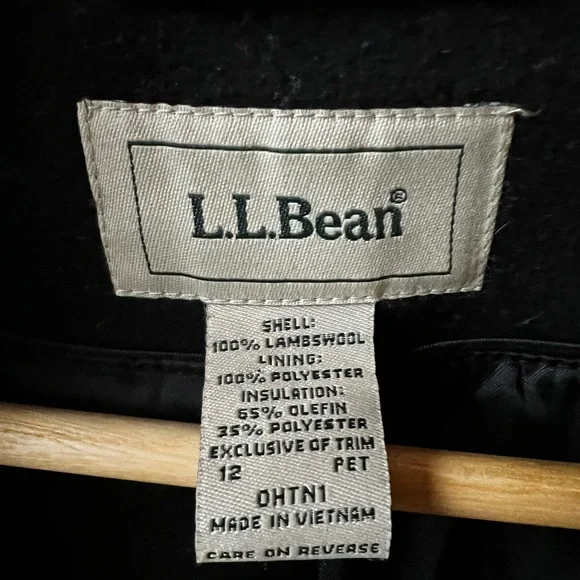 L.L.Bean®
SHELL:
100% LAMBSWOOL
LINING:
100% POLYESTER
INSULATION:
65% OLEFIN
35% POLYESTER
EXCLUSIVE OF TRIM
12 PET
OHTN1
MADE IN VIETNAM
CARE ON REVERSE